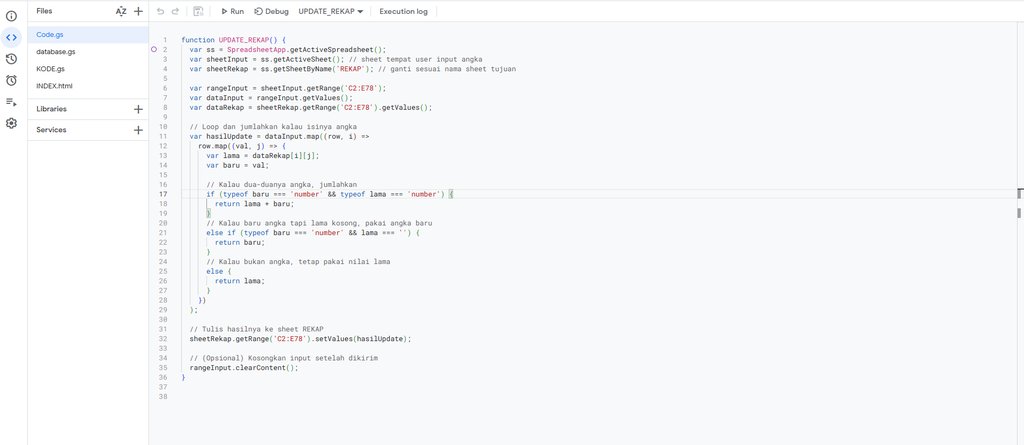 Files
AZ
Run
Debug
UPDATE_REKAP
Execution log
Code.gs
database.gs
KODE.gs
INDEX.html
Libraries
Services
1 function UPDATE_REKAP() {
2 var ss = SpreadsheetApp.getActiveSpreadsheet();
3 var sheetInput = ss.getActiveSheet(); // sheet tempat user input angka
4 var sheetRekap = ss.getSheetByName('REKAP'); // ganti sesuai nama sheet tujuan
5
6 var rangeInput = sheetInput.getRange('C2:E78');
7 var dataInput = rangeInput.getValues();
8 var dataRekap = sheetRekap.getRange('C2:E78').getValues();
9
10 // Loop dan jumlahkan kalau isinya angka
11 var hasilUpdate = dataInput.map((row, i) =>
12 row.map((val, j) => {
13 var lama = dataRekap[i][j];
14 var baru = val;
15
16 // Kalau dua-duanya angka, jumlahkan
17 if (typeof baru === 'number' && typeof lama === 'number') {
18 return lama + baru;
19 }
20 // Kalau baru angka tapi lama kosong, pakai angka baru
21 else if (typeof baru === 'number' && lama === '') {
22 return baru;
23 }
24 // Kalau bukan angka, tetap pakai nilai lama
25 else {
26 return lama;
27 }
28 })
29 );
30
31 // Tulis hasilnya ke sheet REKAP
32 sheetRekap.getRange('C2:E78').setValues(hasilUpdate);
33
34 // (Opsional) Kosongkan input setelah dikirim
35 rangeInput.clearContent();
36 }
37
38